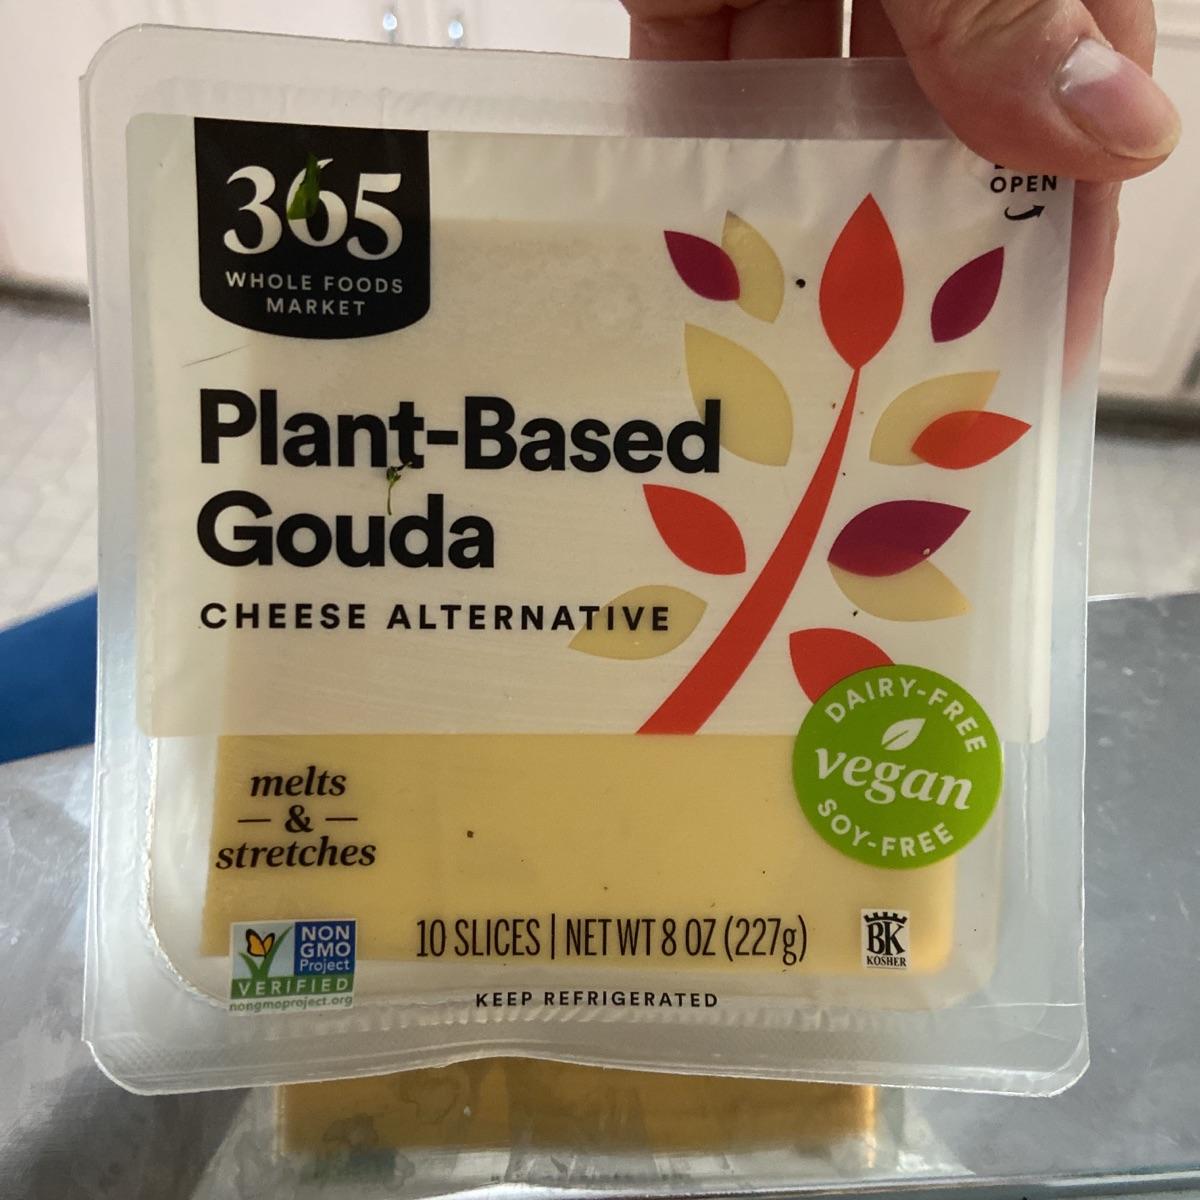 365
WHOLE FOODS
MARKET
OPEN
Plant-Based
Gouda
CHEESE ALTERNATIVE
DAIRY-FREE
vegan
SOY-FREE
melts
— & —
stretches
NON
GMO
Project
VERIFIED
nongmoproject.org
10 SLICES | NET WT 8 OZ (227g)
BK
KOSHER
KEEP REFRIGERATED